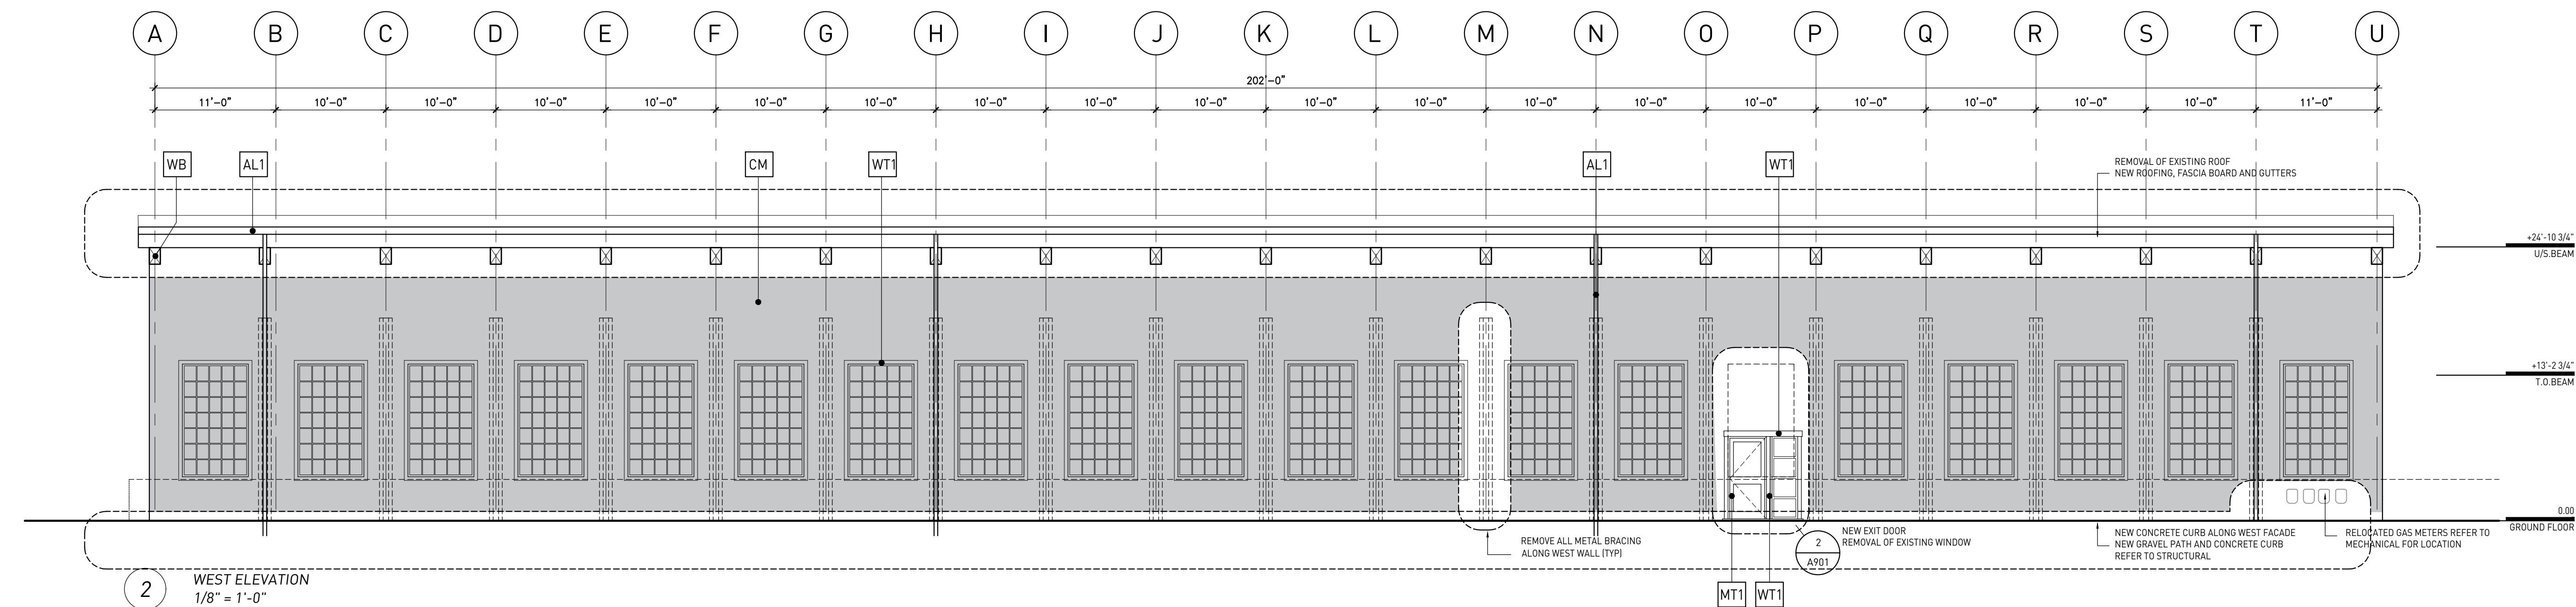 A B C D E F G H I J K L M N O P Q R S T U
202'-0"
11'-0" 10'-0" 10'-0" 10'-0" 10'-0" 10'-0" 10'-0" 10'-0" 10'-0" 10'-0" 10'-0" 10'-0" 10'-0" 10'-0" 10'-0" 10'-0" 10'-0" 10'-0" 10'-0" 11'-0"
WB AL1 CM WT1 AL1 WT1
REMOVAL OF EXISTING ROOF
NEW ROOFING, FASCIA BOARD AND GUTTERS
+24'-10 3/4"
U/S.BEAM
+13'-2 3/4"
T.O.BEAM
0.00
GROUND FLOOR
REMOVE ALL METAL BRACING
ALONG WEST WALL (TYP)
2
A901
NEW EXIT DOOR
REMOVAL OF EXISTING WINDOW
NEW CONCRETE CURB ALONG WEST FACADE
NEW GRAVEL PATH AND CONCRETE CURB
REFER TO STRUCTURAL
RELOCATED GAS METERS REFER TO
MECHANICAL FOR LOCATION
MT1 WT1
2
WEST ELEVATION
1/8" = 1'-0"